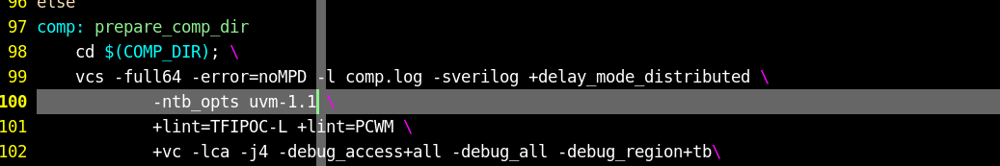 96 else
97 comp: prepare_comp_dir
98 cd $(COMP_DIR); \
99 vcs -full64 -error=noMPD -l comp.log -sverilog +delay_mode_distributed \
100 -ntb_opts uvm-1.1 \
101 +lint=TFIPOC-L +lint=PCWM \
102 +vc -lca -j4 -debug_access+all -debug_all -debug_region+tb\